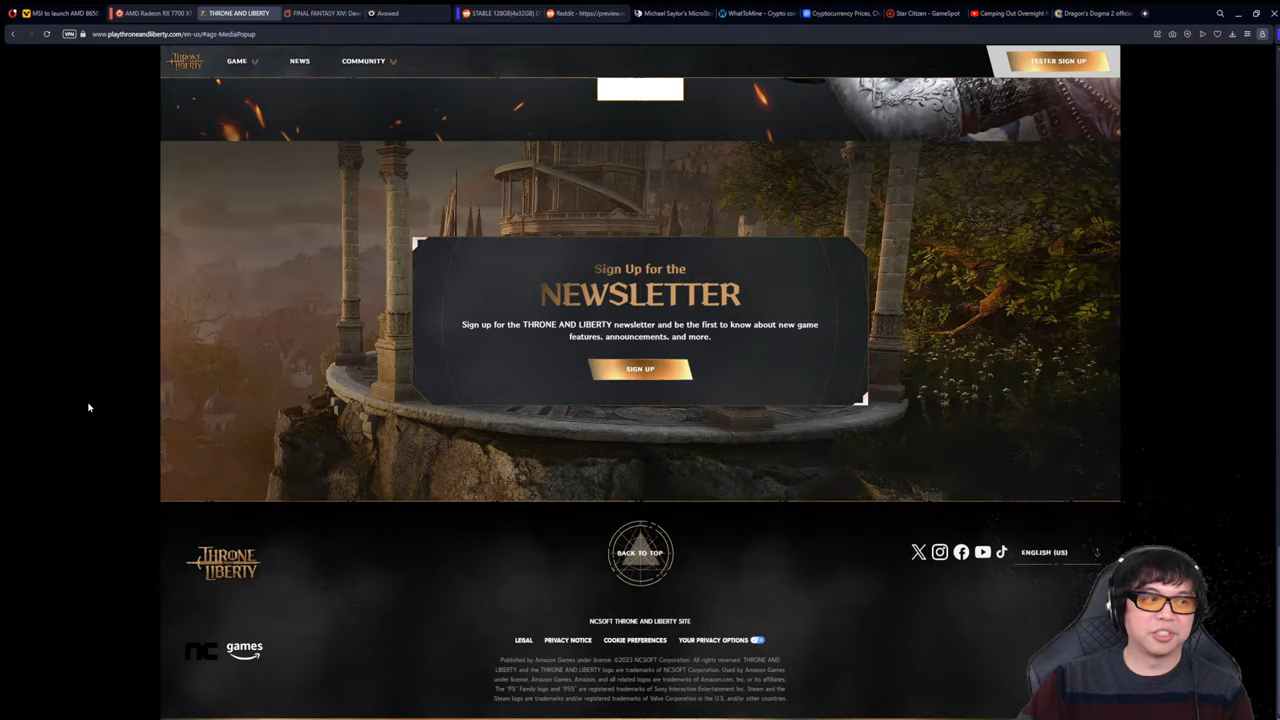 MSI to launch AMD B650
AMD Radeon RX 7700 XT
THRONE AND LIBERTY
FINAL FANTASY XIV: Daw
Avowed
STABLE 128GB(4x32GB) D
Reddit - https://preview.re
Michael Saylor's MicroStr
WhatToMine - Crypto co
Cryptocurrency Prices, Ch
Star Citizen - GameSpot
Camping Out Overnight
Dragon's Dogma 2 officie
VPN
www.playthroneandliberty.com/en-us/#ags-MediaPopup
THRONE
LIBERTY
GAME
NEWS
COMMUNITY
TESTER SIGN UP
Sign Up for the
NEWSLETTER
Sign up for the THRONE AND LIBERTY newsletter and be the first to know about new game
features, announcements, and more.
SIGN UP
THRONE
AND
LIBERTY
BACK TO TOP
ENGLISH (US)
NCSOFT THRONE AND LIBERTY SITE
LEGAL
PRIVACY NOTICE
COOKIE PREFERENCES
YOUR PRIVACY OPTIONS
nc
games
Published by Amazon Games under license. ©2023 NCSOFT Corporation. All rights reserved. THRONE AND
LIBERTY and the THRONE AND LIBERTY logos are trademarks of NCSOFT Corporation. Used by Amazon Games
under license. Amazon Games, Amazon, and all related logos are trademarks of Amazon.com, Inc. or its affiliates.
The "PS" Family logo and "PS5" are registered trademarks of Sony Interactive Entertainment Inc. Steam and the
Steam logo are trademarks and/or registered trademarks of Valve Corporation in the U.S. and/or other countries